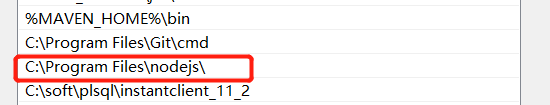 %MAVEN_HOME%\bin
C:\Program Files\Git\cmd
C:\Program Files\nodejs\
C:\soft\plsql\instantclient_11_2